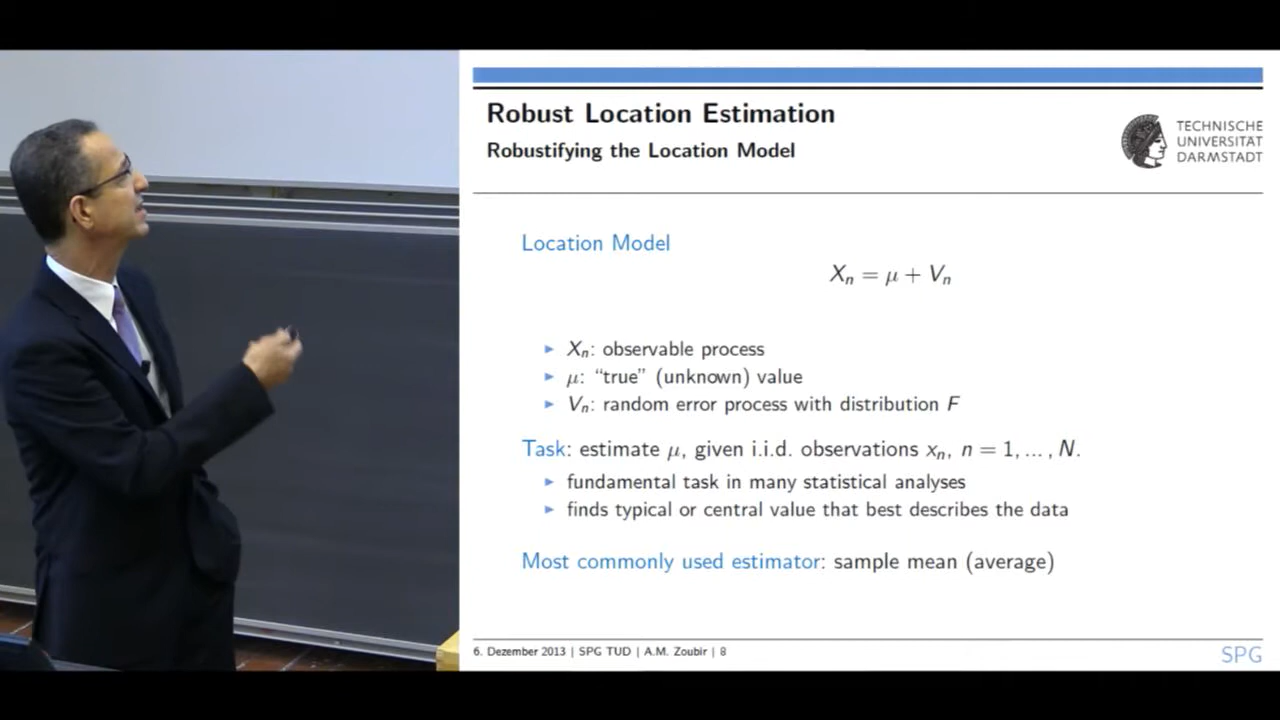 Robust Location Estimation
Robustifying the Location Model
TECHNISCHE
UNIVERSITÄT
DARMSTADT
Location Model
Xn = μ + Vn
▸ Xn: observable process
▸ μ: “true” (unknown) value
▸ Vn: random error process with distribution F
Task: estimate μ, given i.i.d. observations xn, n = 1, ... , N.
▸ fundamental task in many statistical analyses
▸ finds typical or central value that best describes the data
Most commonly used estimator: sample mean (average)
6. Dezember 2013 | SPG TUD | A.M. Zoubir | 8
SPG